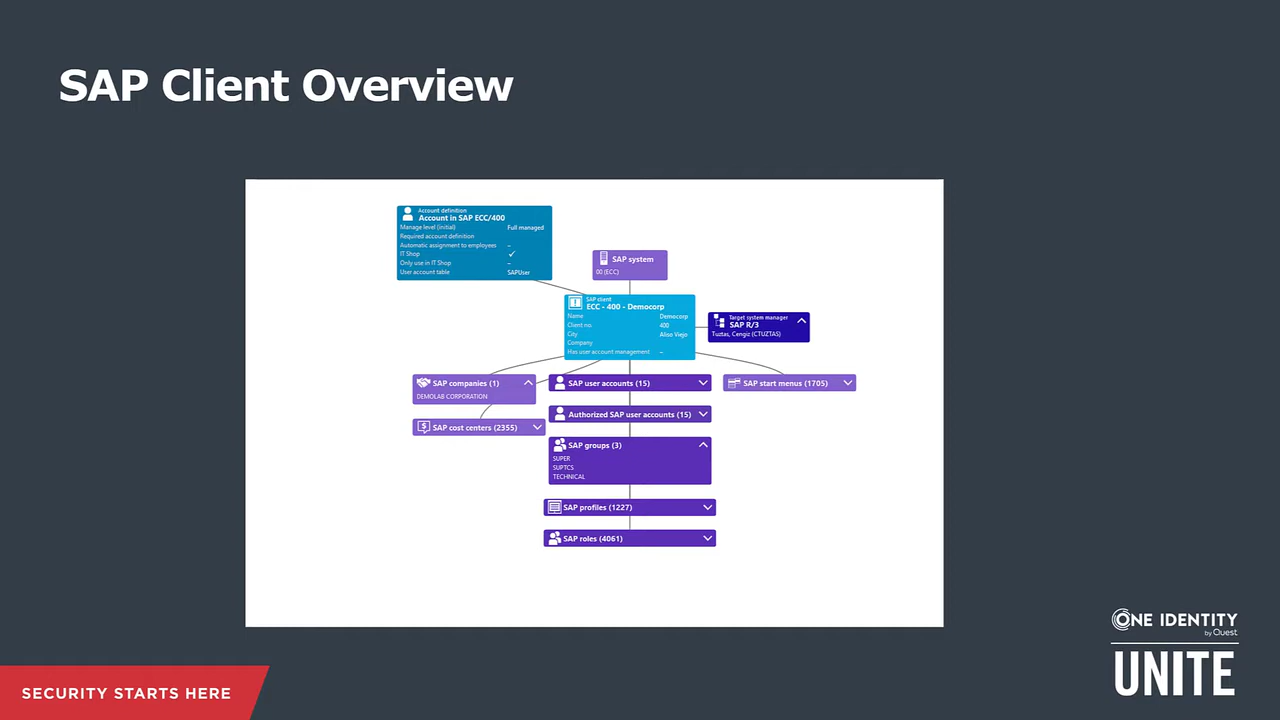 SAP Client Overview
Account definition
Account in SAP ECC/400
Manage level (initial) Full managed
Required account definition
Automatic assignment to employees –
IT Shop ✓
Only use in IT Shop –
User account table SAPUser
SAP system
00 (ECC)
SAP client
ECC - 400 - Democorp
Name Democorp
Client no. 400
City Aliso Viejo
Company
Has user account management –
Target system manager
SAP R/3
Tuztas, Cengiz (CTUZTAS)
SAP companies (1)
DEMOLAB CORPORATION
SAP user accounts (15)
SAP start menus (1705)
SAP cost centers (2355)
Authorized SAP user accounts (15)
SAP groups (3)
SUPER
SUPTCS
TECHNICAL
SAP profiles (1227)
SAP roles (4061)
ONE IDENTITY
by Quest
UNITE
SECURITY STARTS HERE